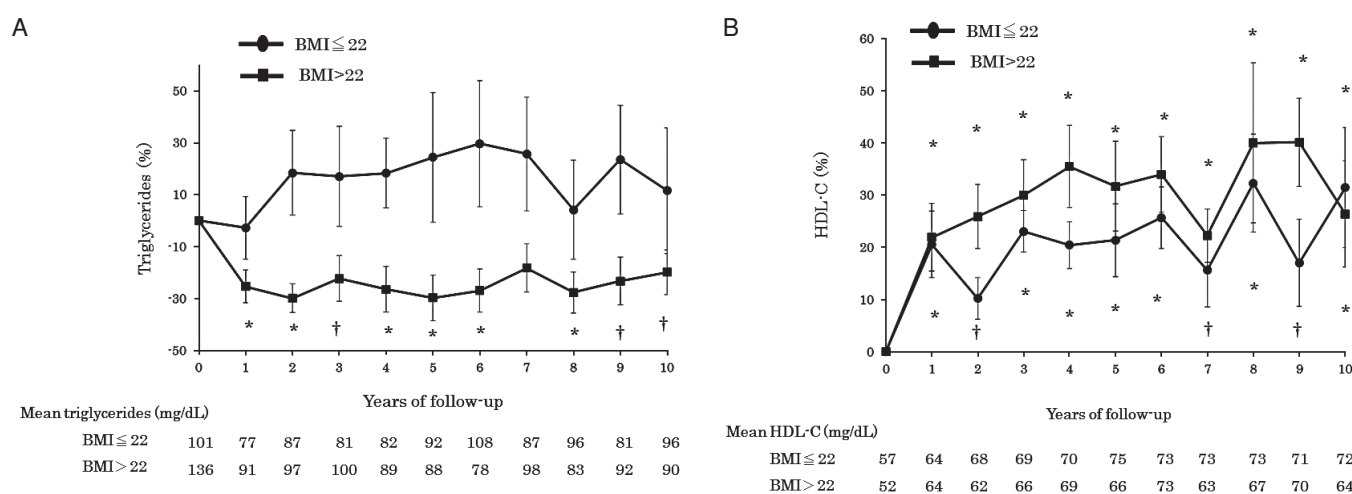 A
BMI≦22
BMI>22
Triglycerides (%)
50
30
10
-10
-30
-50
* * † * * * * † †
0 1 2 3 4 5 6 7 8 9 10
Years of follow-up
Mean triglycerides (mg/dL)
BMI≦22 101 77 87 81 82 92 108 87 96 81 96
BMI>22 136 91 97 100 89 88 78 98 83 92 90
B
BMI≦22
BMI>22
HDL-C (%)
60
50
40
30
20
10
0
* * * * * * * * * *
* † * * * * † * † *
0 1 2 3 4 5 6 7 8 9 10
Years of follow-up
Mean HDL-C (mg/dL)
BMI≦22 57 64 68 69 70 75 73 73 73 71 72
BMI>22 52 64 62 66 69 66 73 63 67 70 64